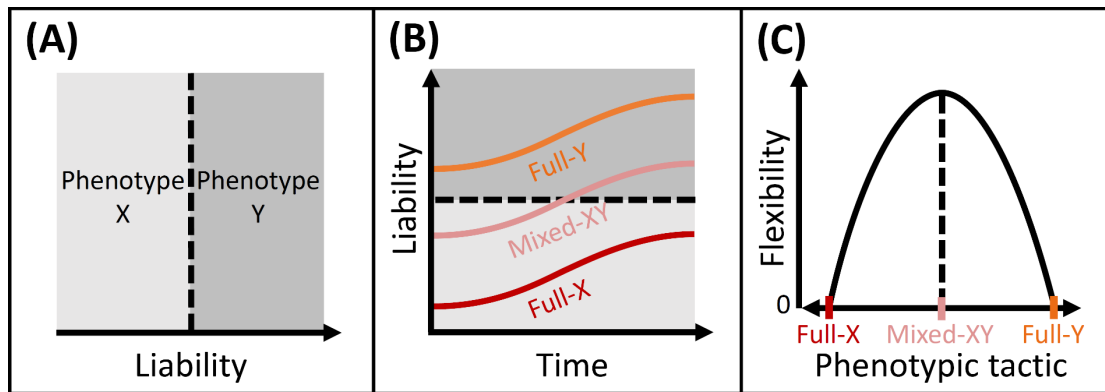 (A)
Phenotype
X
Phenotype
Y
Liability
(B)
Liability
Full-Y
Mixed-XY
Full-X
Time
(C)
Flexibility
0
Full-X
Mixed-XY
Full-Y
Phenotypic tactic